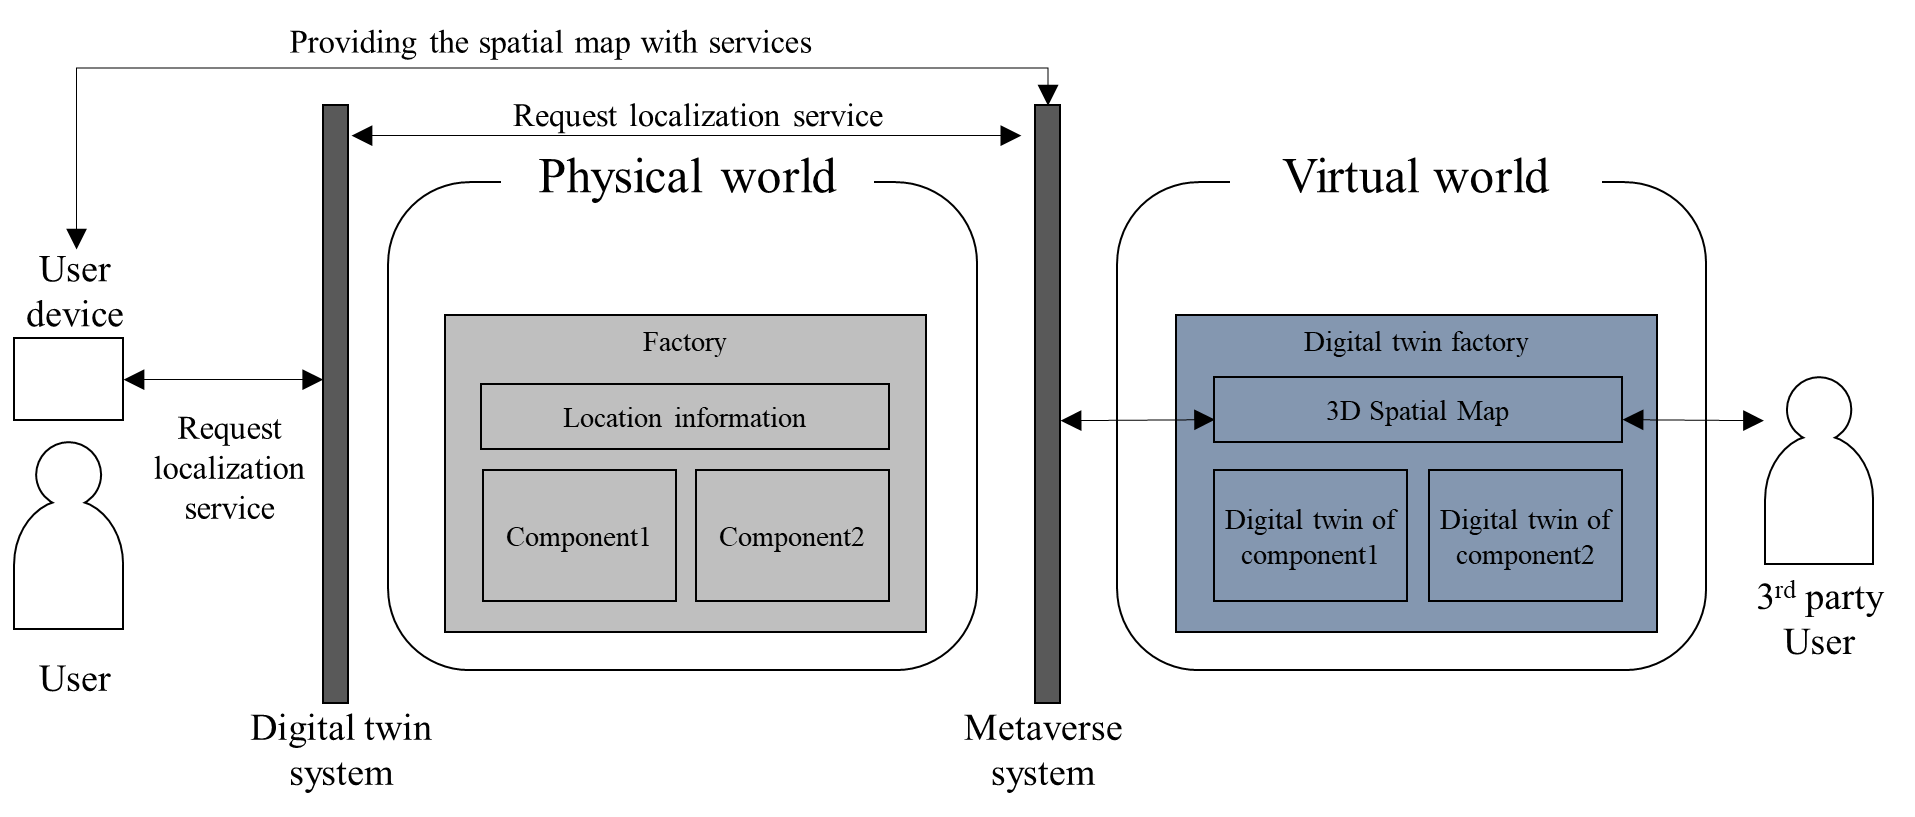 Providing the spatial map with services
Request localization service
Physical world
Virtual world
User
device
Factory
Digital twin factory
Location information
3D Spatial Map
Request
localization
service
Component1
Component2
Digital twin of
component1
Digital twin of
component2
3rd party
User
User
Digital twin
system
Metaverse
system